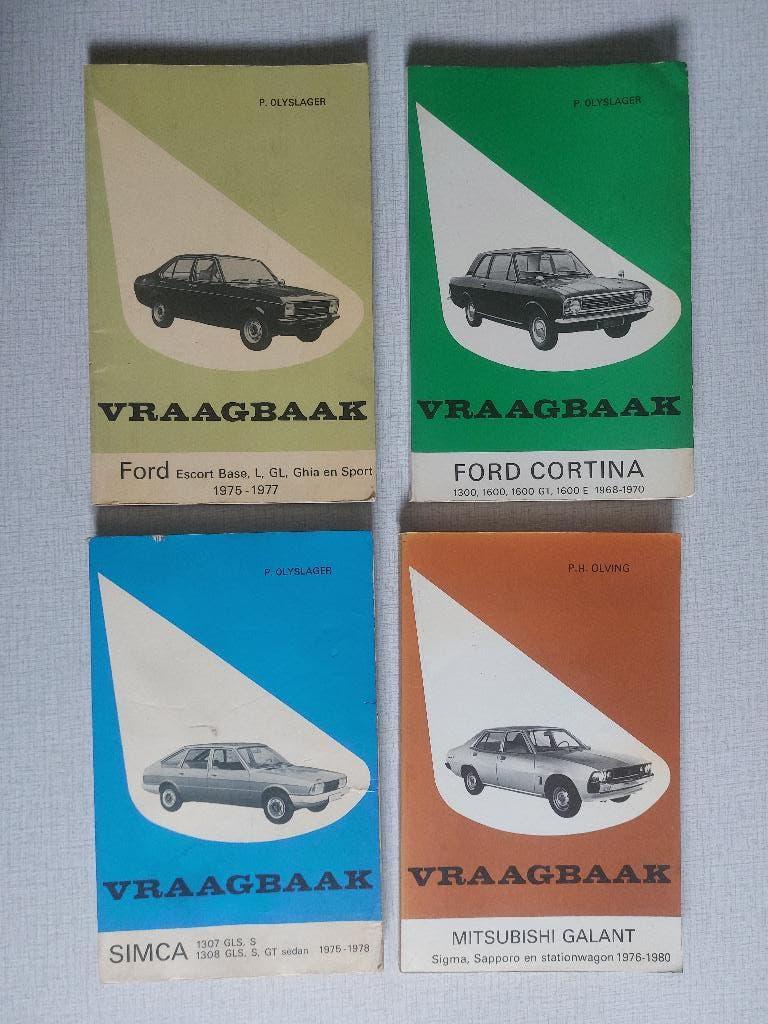 P. OLYSLAGER
VRAAGBAAK
Ford Escort Base, L, GL, Ghia en Sport
1975 - 1977
P. OLYSLAGER
VRAAGBAAK
FORD CORTINA
1300, 1600, 1600 GT, 1600 E 1968-1970
P. OLYSLAGER
VRAAGBAAK
SIMCA 1307 GLS, S
1308 GLS, S, GT sedan 1975-1978
P.H. OLVING
VRAAGBAAK
MITSUBISHI GALANT
Sigma, Sapporo en stationwagon 1976-1980